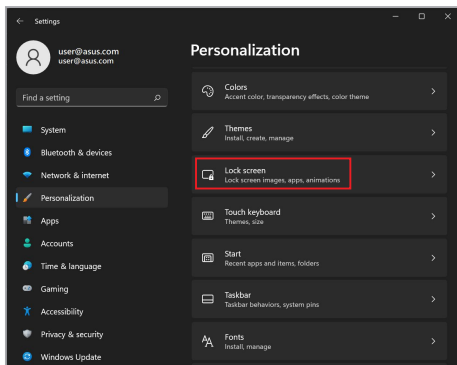 Settings
user@asus.com
user@asus.com
Find a setting
System
Bluetooth & devices
Network & internet
Personalization
Apps
Accounts
Time & language
Gaming
Accessibility
Privacy & security
Windows Update
Personalization
Colors
Accent color, transparency effects, color theme
Themes
Install, create, manage
Lock screen
Lock screen images, apps, animations
Touch keyboard
Themes, size
Start
Recent apps and items, folders
Taskbar
Taskbar behaviors, system pins
Fonts
Install, manage